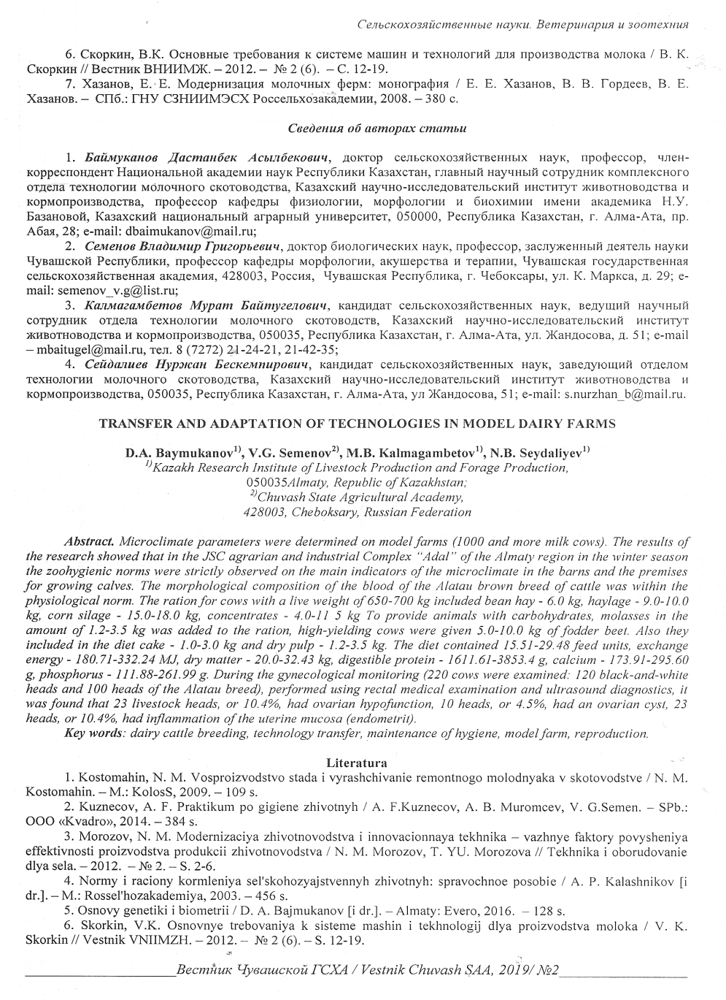 Сельскохозяйственные науки. Ветеринария и зоотехния
6. Скоркин, В.К. Основные требования к системе машин и технологий для производства молока / В. К.
Скоркин // Вестник ВНИИМЖ. – 2012. – № 2 (6). – С. 12-19.
7. Хазанов, Е. Е. Модернизация молочных ферм: монография / Е. Е. Хазанов, В. В. Гордеев, В. Е.
Хазанов. – СПб.: ГНУ СЗНИИМЭСХ Россельхозакадемии, 2008. – 380 с.
Сведения об авторах статьи
1. Баймуканов Дастанбек Асылбекович, доктор сельскохозяйственных наук, профессор, член-
корреспондент Национальной академии наук Республики Казахстан, главный научный сотрудник комплексного
отдела технологии молочного скотоводства, Казахский научно-исследовательский институт животноводства и
кормопроизводства, профессор кафедры физиологии, морфологии и биохимии имени академика Н.У.
Базановой, Казахский национальный аграрный университет, 050000, Республика Казахстан, г. Алма-Ата, пр.
Абая, 28; e-mail: dbaimukanov@mail.ru;
2. Семенов Владимир Григорьевич, доктор биологических наук, профессор, заслуженный деятель науки
Чувашской Республики, профессор кафедры морфологии, акушерства и терапии, Чувашская государственная
сельскохозяйственная академия, 428003, Россия, Чувашская Республика, г. Чебоксары, ул. К. Маркса, д. 29; e-
mail: semenov_v.g@list.ru;
3. Калмагамбетов Мурат Байтугелович, кандидат сельскохозяйственных наук, ведущий научный
сотрудник отдела технологии молочного скотоводств, Казахский научно-исследовательский институт
животноводства и кормопроизводства, 050035, Республика Казахстан, г. Алма-Ата, ул. Жандосова, д. 51; e-mail
– mbaitugel@mail.ru, тел. 8 (7272) 21-24-21, 21-42-35;
4. Сейдалиев Нуржан Бескемпирович, кандидат сельскохозяйственных наук, заведующий отделом
технологии молочного скотоводства, Казахский научно-исследовательский институт животноводства и
кормопроизводства, 050035, Республика Казахстан, г. Алма-Ата, ул Жандосова, 51; e-mail: s.nurzhan_b@mail.ru.
TRANSFER AND ADAPTATION OF TECHNOLOGIES IN MODEL DAIRY FARMS
D.A. Baymukanov1), V.G. Semenov2), M.B. Kalmagambetov1), N.B. Seydaliyev1)
1)Kazakh Research Institute of Livestock Production and Forage Production,
050035Almaty, Republic of Kazakhstan;
2)Chuvash State Agricultural Academy,
428003, Cheboksary, Russian Federation
Abstract. Microclimate parameters were determined on model farms (1000 and more milk cows). The results of
the research showed that in the JSC agrarian and industrial Complex "Adal" of the Almaty region in the winter season
the zoohygienic norms were strictly observed on the main indicators of the microclimate in the barns and the premises
for growing calves. The morphological composition of the blood of the Alatau brown breed of cattle was within the
physiological norm. The ration for cows with a live weight of 650-700 kg included bean hay - 6.0 kg, haylage - 9.0-10.0
kg, corn silage - 15.0-18.0 kg, concentrates - 4.0-11 5 kg To provide animals with carbohydrates, molasses in the
amount of 1.2-3.5 kg was added to the ration, high-yielding cows were given 5.0-10.0 kg of fodder beet. Also they
included in the diet cake - 1.0-3.0 kg and dry pulp - 1.2-3.5 kg. The diet contained 15.51-29.48 feed units, exchange
energy - 180.71-332.24 MJ, dry matter - 20.0-32.43 kg, digestible protein - 1611.61-3853.4 g, calcium - 173.91-295.60
g, phosphorus - 111.88-261.99 g. During the gynecological monitoring (220 cows were examined: 120 black-and-white
heads and 100 heads of the Alatau breed), performed using rectal medical examination and ultrasound diagnostics, it
was found that 23 livestock heads, or 10.4%, had ovarian hypofunction, 10 heads, or 4.5%, had an ovarian cyst, 23
heads, or 10.4%, had inflammation of the uterine mucosa (endometrit).
Key words: dairy cattle breeding, technology transfer, maintenance of hygiene, model farm, reproduction.
Literatura
1. Kostomahin, N. M. Vosproizvodstvo stada i vyrashchivanie remontnogo molodnyaka v skotovodstve / N. M.
Kostomahin. – M.: KolosS, 2009. – 109 s.
2. Kuznecov, A. F. Praktikum po gigiene zhivotnyh / A. F.Kuznecov, A. B. Muromcev, V. G.Semen. – SPb.:
OOO «Kvadro», 2014. – 384 s.
3. Morozov, N. M. Modernizaciya zhivotnovodstva i innovacionnaya tekhnika – vazhnye faktory povysheniya
effektivnosti proizvodstva produkcii zhivotnovodstva / N. M. Morozov, T. YU. Morozova // Tekhnika i oborudovanie
dlya sela. – 2012. – № 2. – S. 2-6.
4. Normy i raciony kormleniya sel'skohozyajstvennyh zhivotnyh: spravochnoe posobie / A. P. Kalashnikov [i
dr.]. – M.: Rossel'hozakademiya, 2003. – 456 s.
5. Osnovy genetiki i biometrii / D. A. Bajmukanov [i dr.]. – Almaty: Evero, 2016. – 128 s.
6. Skorkin, V.K. Osnovnye trebovaniya k sisteme mashin i tekhnologij dlya proizvodstva moloka / V. K.
Skorkin // Vestnik VNIIMZH. – 2012. – № 2 (6). – S. 12-19.
Вестник Чувашской ГСХА / Vestnik Chuvash SAA, 2019/ №2